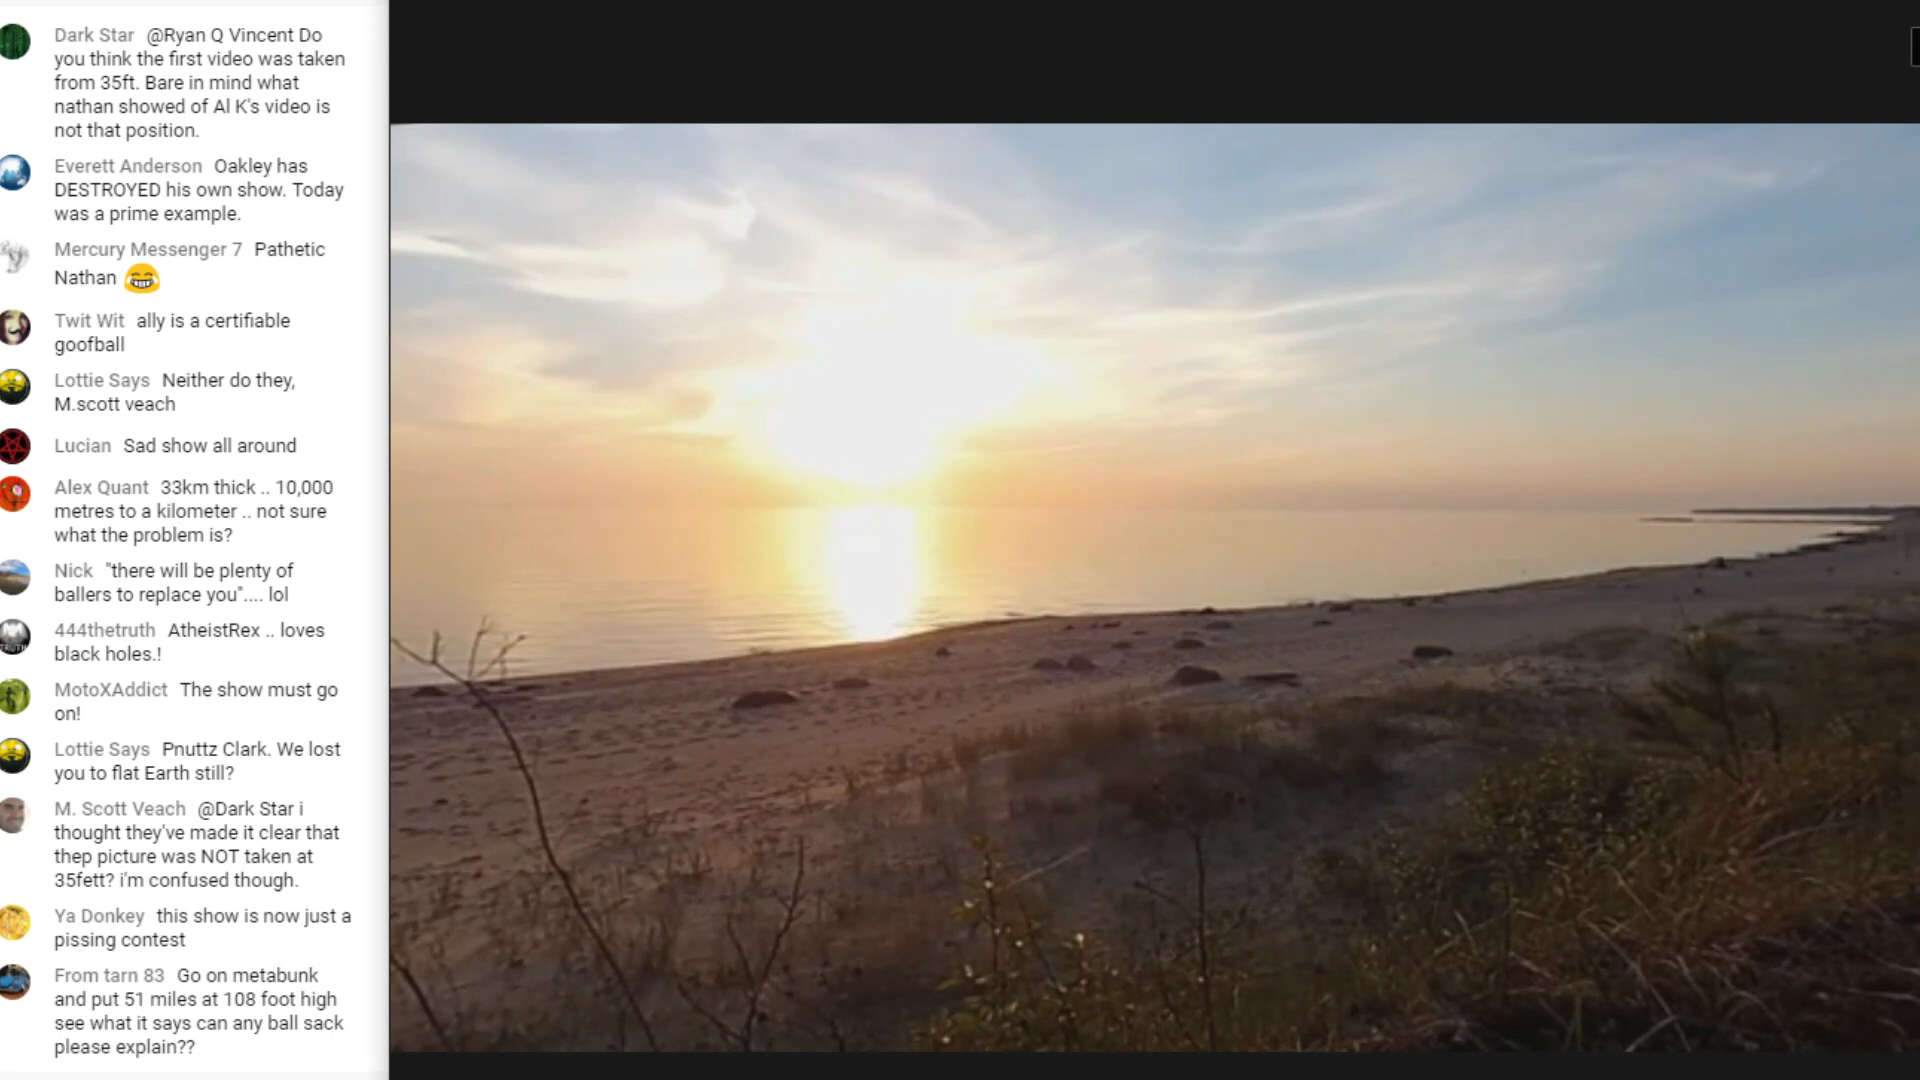 Dark Star @Ryan Q Vincent Do
you think the first video was taken
from 35ft. Bare in mind what
nathan showed of Al K's video is
not that position.
Everett Anderson Oakley has
DESTROYED his own show. Today
was a prime example.
Mercury Messenger 7 Pathetic
Nathan 😂
Twit Wit ally is a certifiable
goofball
Lottie Says Neither do they,
M.scott veach
Lucian Sad show all around
Alex Quant 33km thick .. 10,000
metres to a kilometer .. not sure
what the problem is?
Nick "there will be plenty of
ballers to replace you".... lol
444thetruth AtheistRex .. loves
black holes.!
TRUTH
MotoXAddict The show must go
on!
Lottie Says Pnuttz Clark. We lost
you to flat Earth still?
M. Scott Veach @Dark Star i
thought they've made it clear that
thep picture was NOT taken at
35fett? i'm confused though.
Ya Donkey this show is now just a
pissing contest
From tarn 83 Go on metabunk
and put 51 miles at 108 foot high
see what it says can any ball sack
please explain??